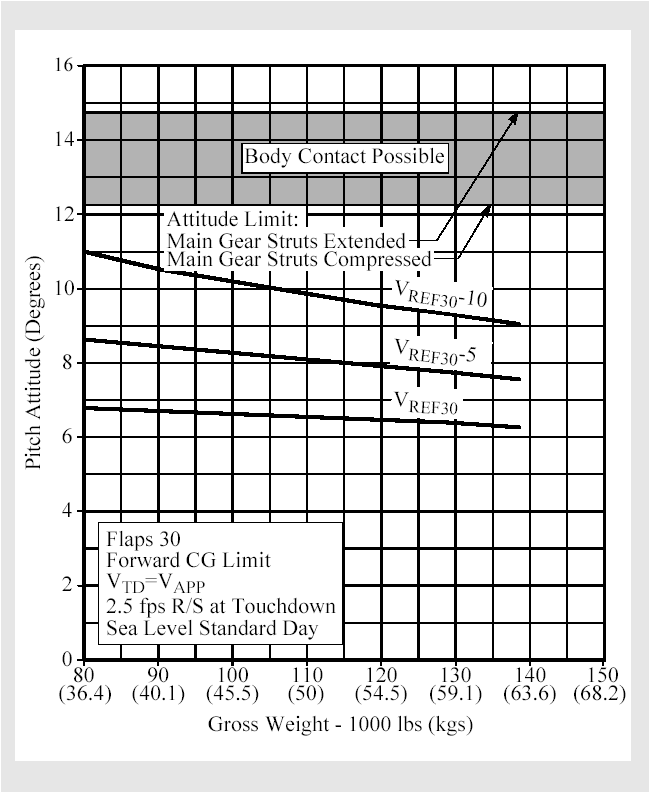 16
14
12
10
8
6
4
2
0
Pitch Attitude (Degrees)
Body Contact Possible
Attitude Limit:
Main Gear Struts Extended
Main Gear Struts Compressed
VREF30-10
VREF30-5
VREF30
Flaps 30
Forward CG Limit
VTD=VAPP
2.5 fps R/S at Touchdown
Sea Level Standard Day
80 90 100 110 120 130 140 150
(36.4) (40.1) (45.5) (50) (54.5) (59.1) (63.6) (68.2)
Gross Weight - 1000 lbs (kgs)